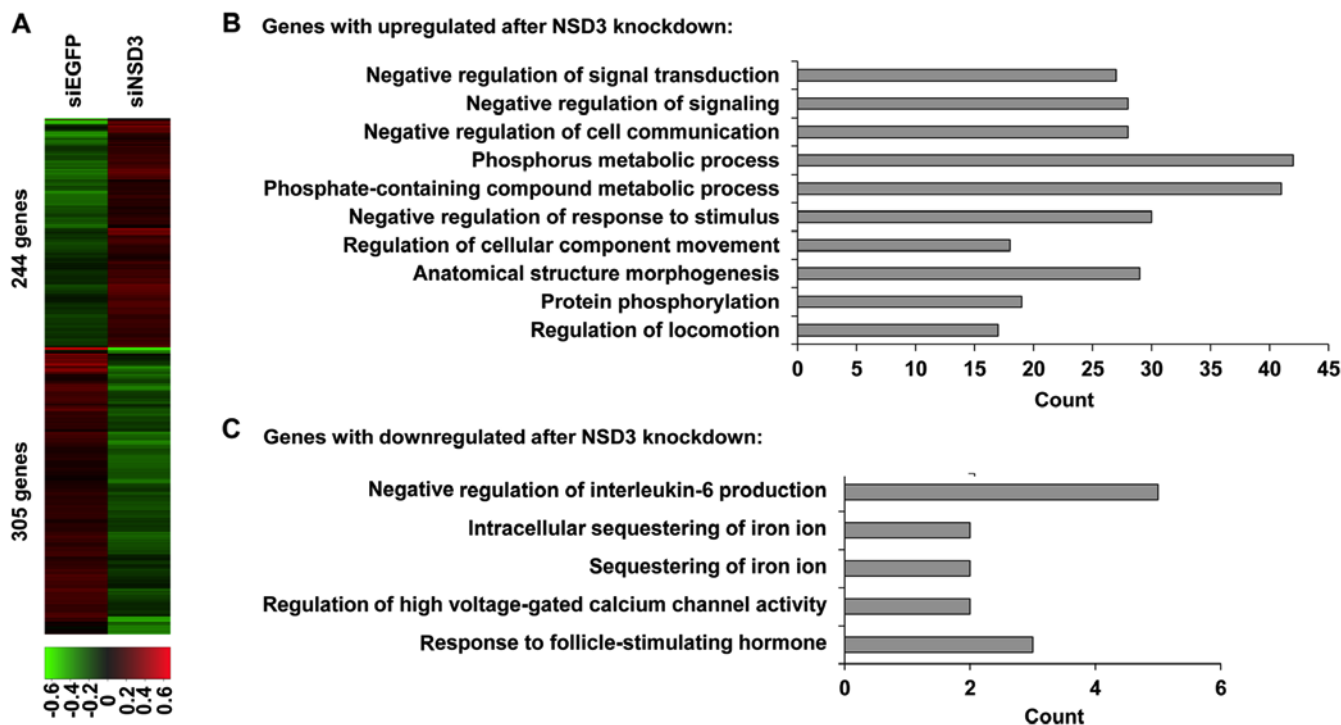 A
siEGFP
siNSD3
244 genes
305 genes
-0.6
-0.4
-0.2
0
0.2
0.4
0.6
B Genes with upregulated after NSD3 knockdown:
Negative regulation of signal transduction
Negative regulation of signaling
Negative regulation of cell communication
Phosphorus metabolic process
Phosphate-containing compound metabolic process
Negative regulation of response to stimulus
Regulation of cellular component movement
Anatomical structure morphogenesis
Protein phosphorylation
Regulation of locomotion
0 5 10 15 20 25 30 35 40 45
Count
C Genes with downregulated after NSD3 knockdown:
Negative regulation of interleukin-6 production
Intracellular sequestering of iron ion
Sequestering of iron ion
Regulation of high voltage-gated calcium channel activity
Response to follicle-stimulating hormone
0 2 4 6
Count